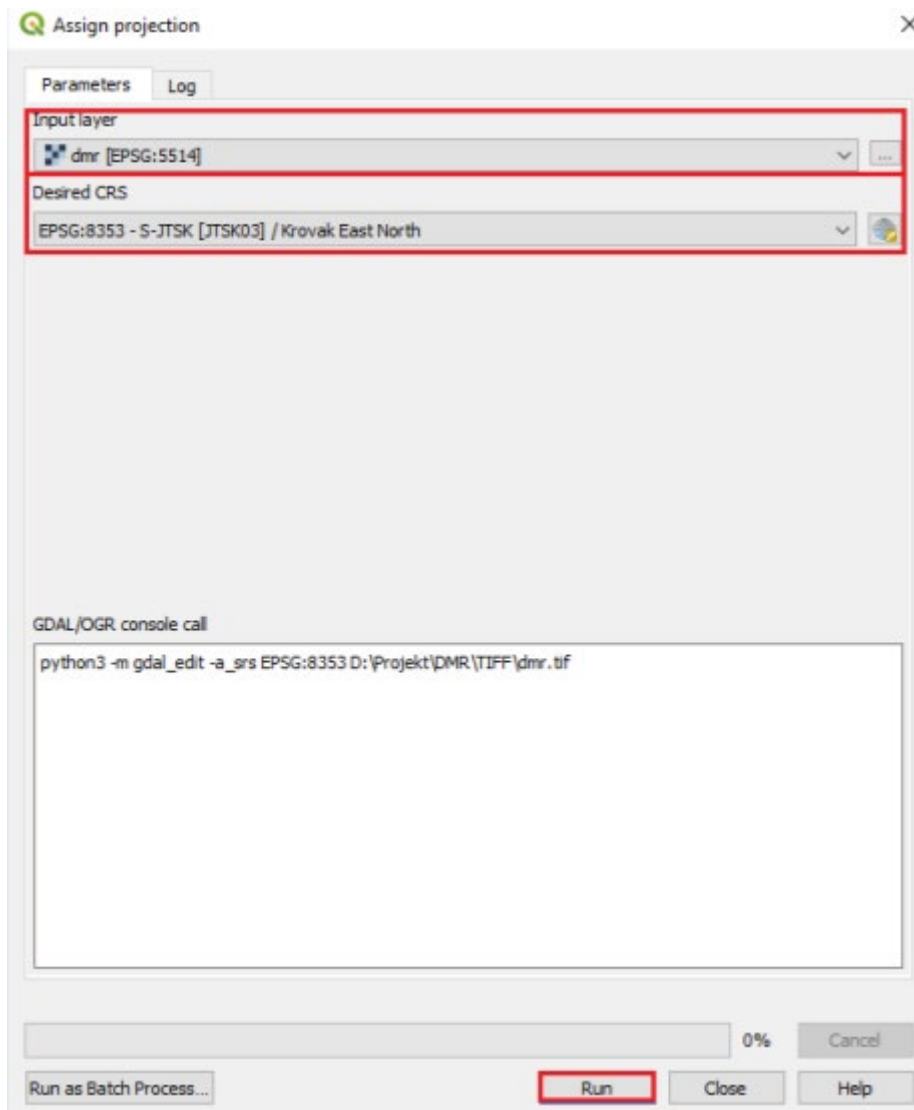 Assign projection
Parameters
Log
Input layer
dmr [EPSG:5514]
...
Desired CRS
EPSG:8353 - S-JTSK [JTSK03] / Krovak East North
GDAL/OGR console call
python3 -m gdal_edit -a_srs EPSG:8353 D:\Projekt\DMR\TIFF\dmr.tif
0%
Cancel
Run as Batch Process...
Run
Close
Help